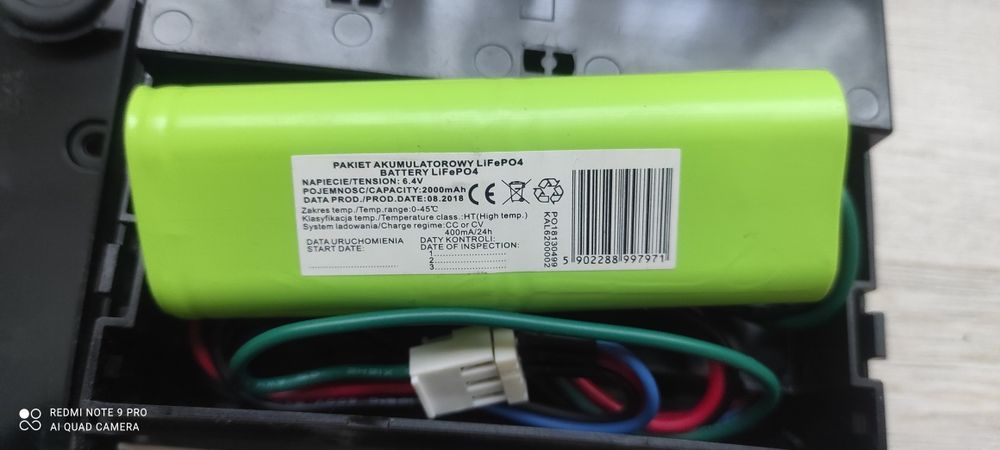 PAKIET AKUMULATOROWY LiFePO4
BATTERY LiFePO4
NAPIECIE/TENSION: 6.4V
POJEMNOSC/CAPACITY:2000mAh
DATA PROD./PROD.DATE:08.2018
Zakres temp./Temp.range:0-45℃
Klasyfikacja temp./Temperature class.:HT(High temp.)
System ladowania/Charge regime:CC or CV
400mA/24h
DATA URUCHOMIENIA
START DATE:
DATY KONTROLI:
DATE OF INSPECTION:
1
2
3
PO18130499
KAL6200002
5 902288 997971
REDMI NOTE 9 PRO
AI QUAD CAMERA